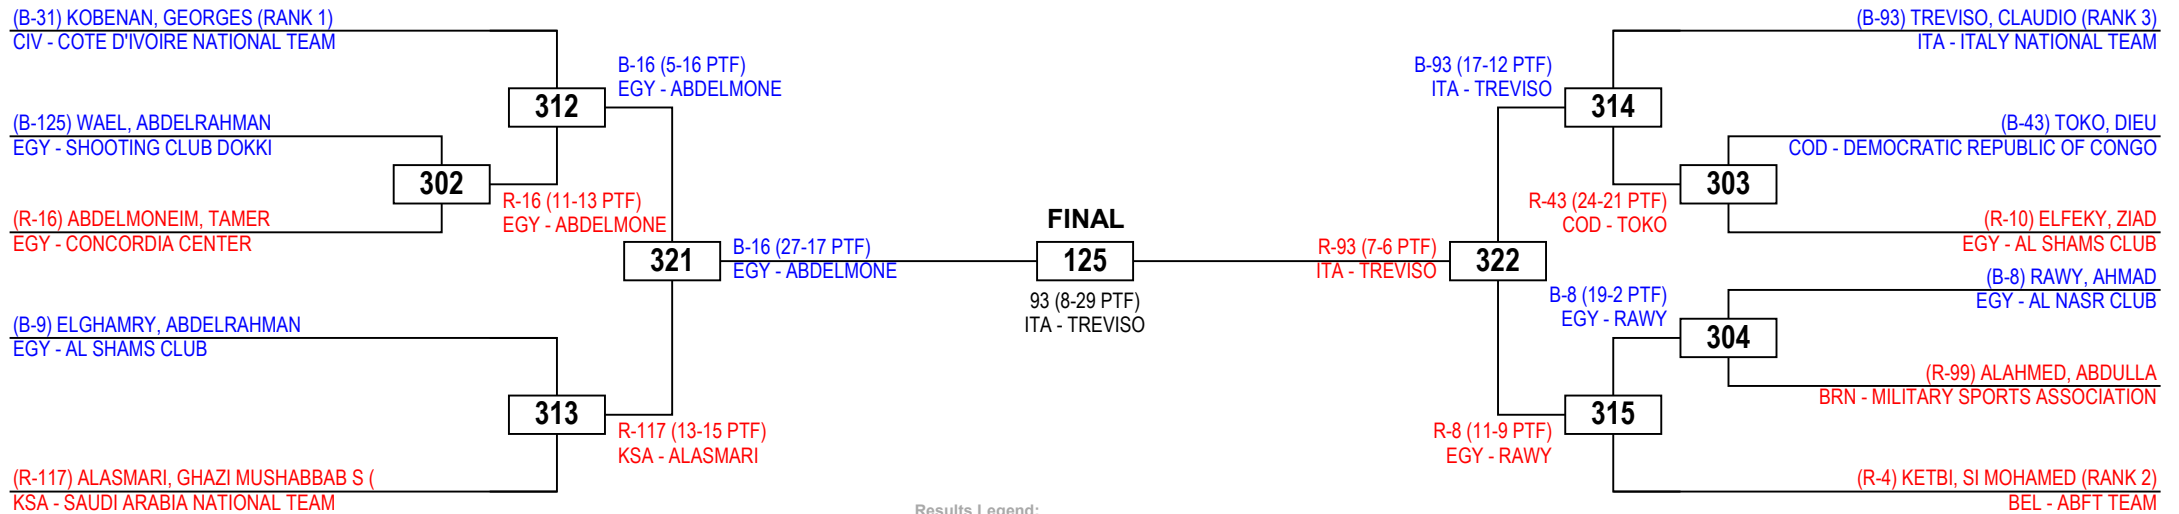 (B-31) KOBENAN, GEORGES (RANK 1)
CIV - COTE D'IVOIRE NATIONAL TEAM
(B-125) WAEL, ABDELRAHMAN
EGY - SHOOTING CLUB DOKKI
(R-16) ABDELMONEIM, TAMER
EGY - CONCORDIA CENTER
(B-9) ELGHAMRY, ABDELRAHMAN
EGY - AL SHAMS CLUB
(R-117) ALASMARI, GHAZI MUSHABBAB S (
KSA - SAUDI ARABIA NATIONAL TEAM
302
312
313
R-16 (11-13 PTF)
EGY - ABDELMONE
B-16 (5-16 PTF)
EGY - ABDELMONE
R-117 (13-15 PTF)
KSA - ALASMARI
321
B-16 (27-17 PTF)
EGY - ABDELMONE
FINAL
125
93 (8-29 PTF)
ITA - TREVISO
R-93 (7-6 PTF)
ITA - TREVISO
322
B-93 (17-12 PTF)
ITA - TREVISO
R-8 (11-9 PTF)
EGY - RAWY
314
315
R-43 (24-21 PTF)
COD - TOKO
B-8 (19-2 PTF)
EGY - RAWY
303
304
(B-93) TREVISO, CLAUDIO (RANK 3)
ITA - ITALY NATIONAL TEAM
(B-43) TOKO, DIEU
COD - DEMOCRATIC REPUBLIC OF CONGO
(R-10) ELFEKY, ZIAD
EGY - AL SHAMS CLUB
(B-8) RAWY, AHMAD
EGY - AL NASR CLUB
(R-99) ALAHMED, ABDULLA
BRN - MILITARY SPORTS ASSOCIATION
(R-4) KETBI, SI MOHAMED (RANK 2)
BEL - ABFT TEAM
Results Legend: